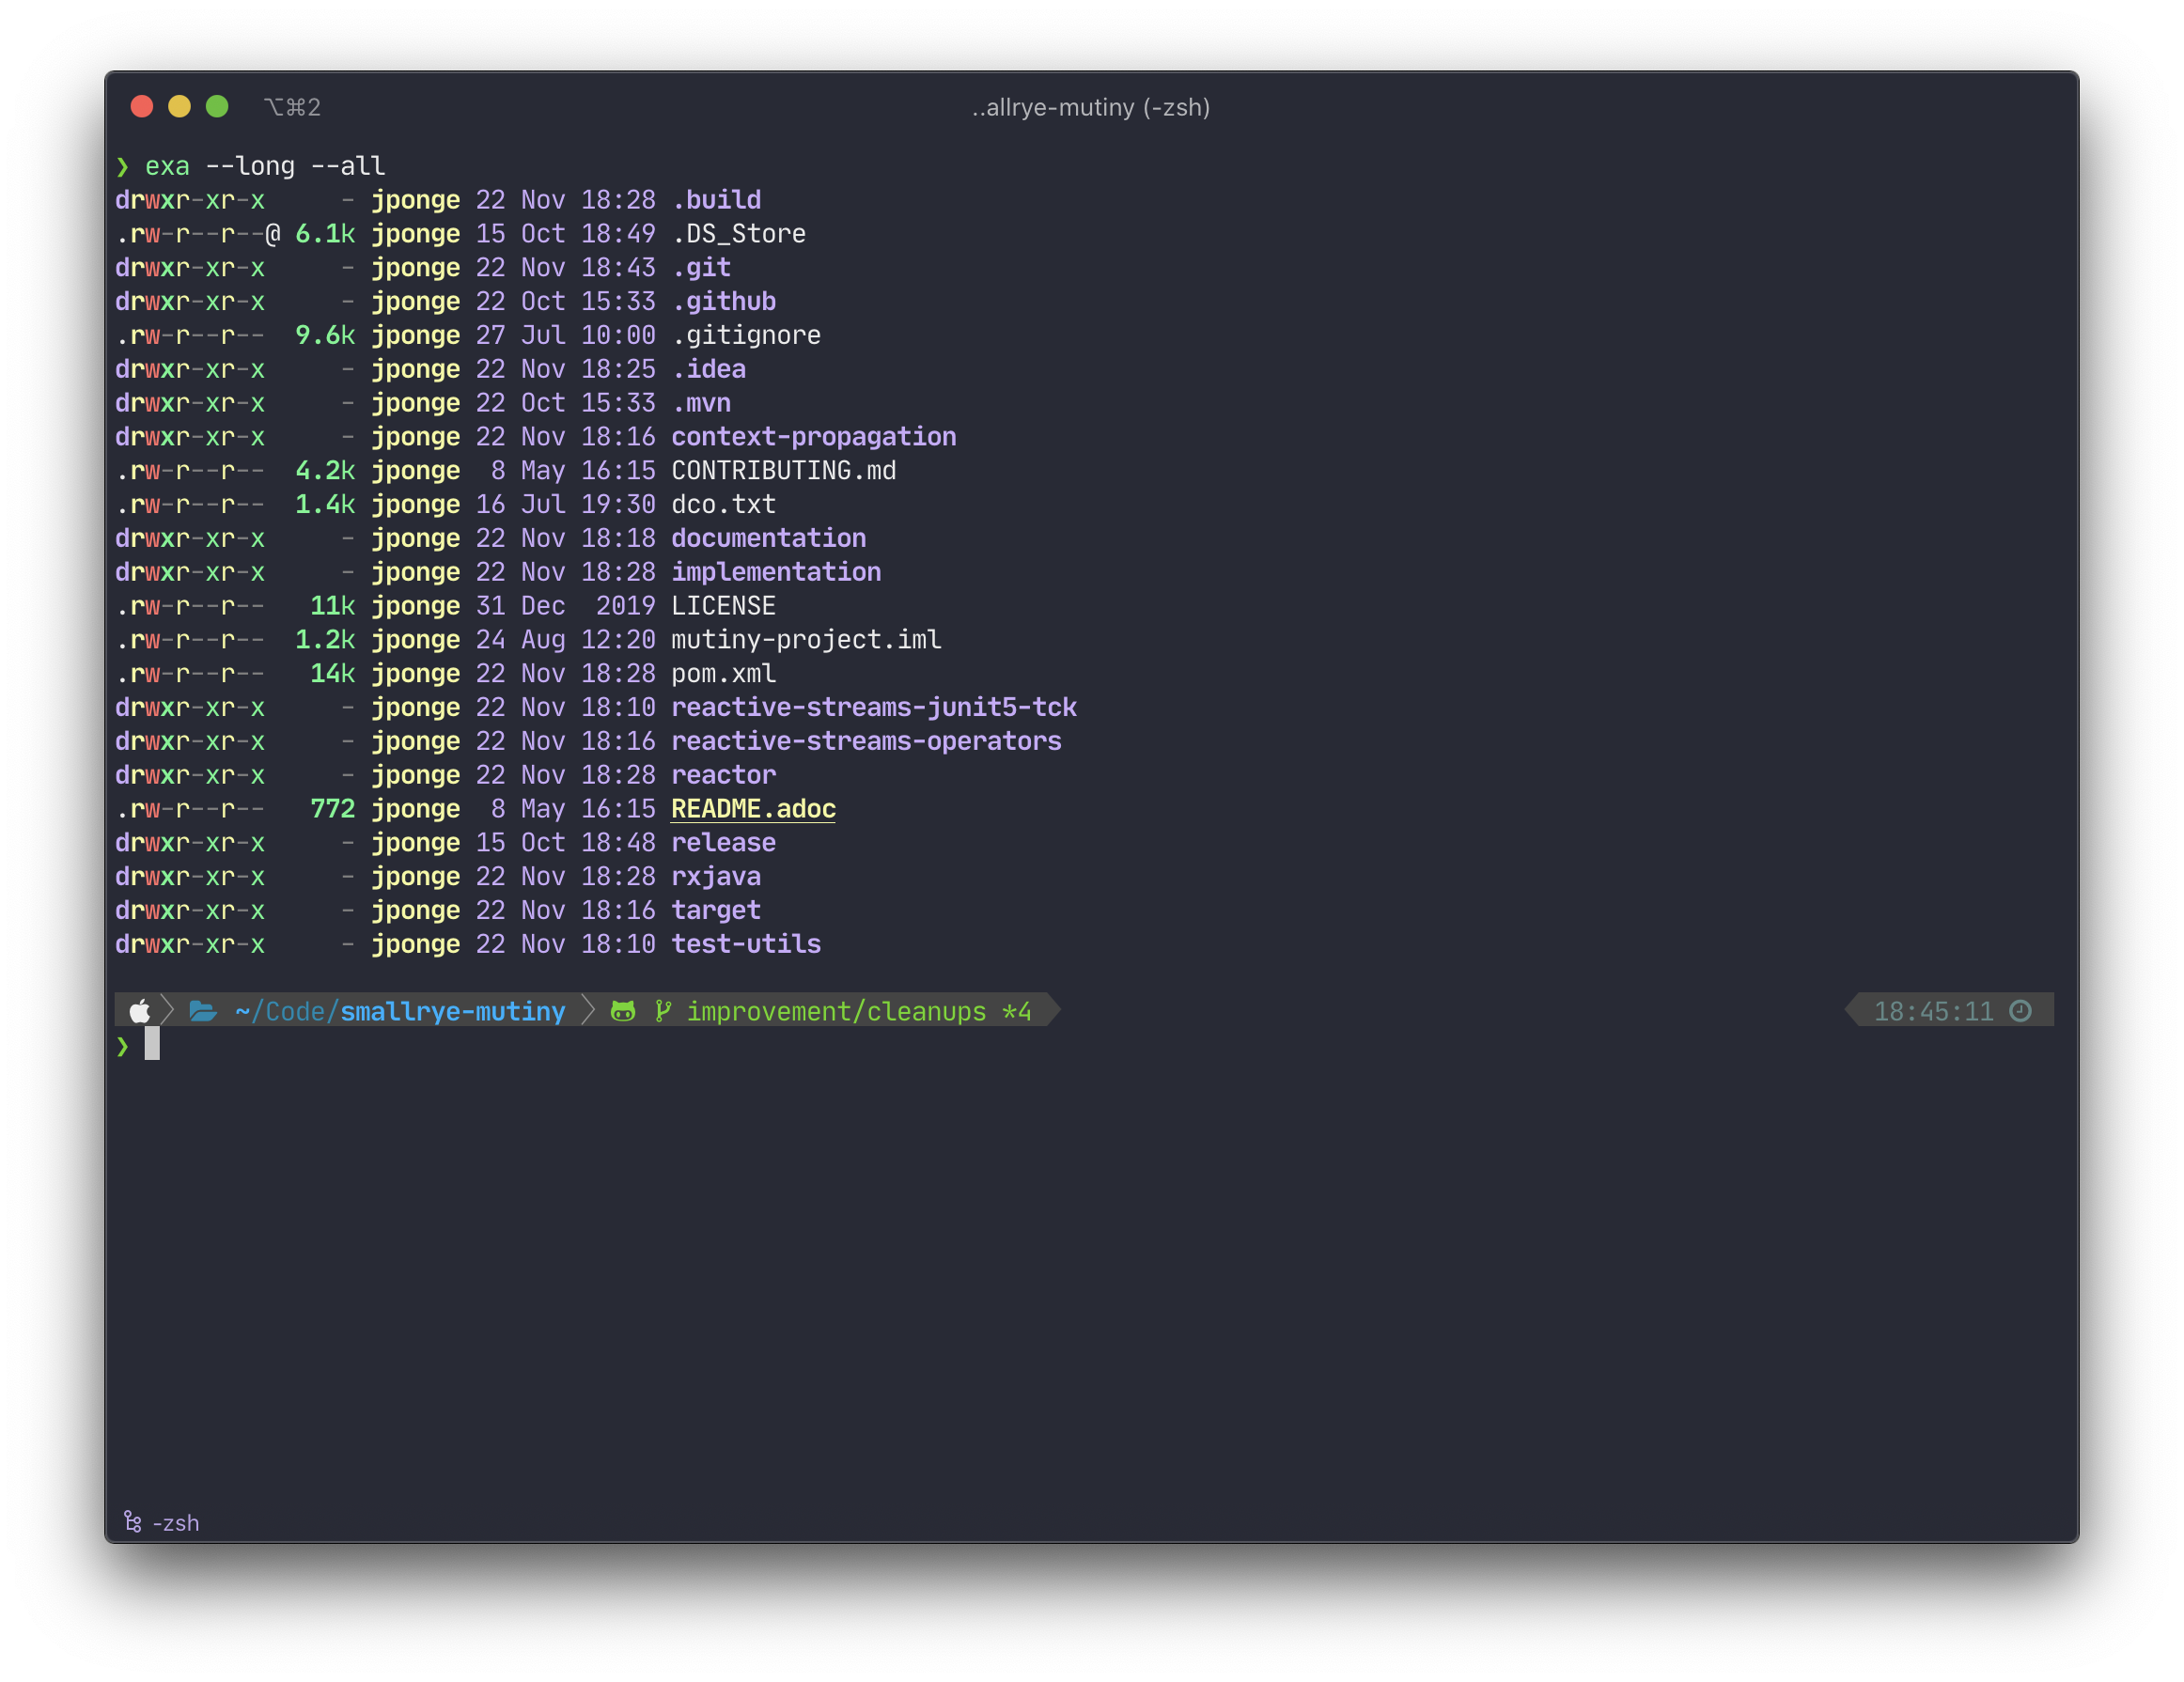 ⌥⌘2 ..allrye-mutiny (-zsh)
❯ exa --long --all
drwxr-xr-x     - jponge 22 Nov 18:28 .build
.rw-r--r--@ 6.1k jponge 15 Oct 18:49 .DS_Store
drwxr-xr-x     - jponge 22 Nov 18:43 .git
drwxr-xr-x     - jponge 22 Oct 15:33 .github
.rw-r--r--  9.6k jponge 27 Jul 10:00 .gitignore
drwxr-xr-x     - jponge 22 Nov 18:25 .idea
drwxr-xr-x     - jponge 22 Oct 15:33 .mvn
drwxr-xr-x     - jponge 22 Nov 18:16 context-propagation
.rw-r--r--  4.2k jponge  8 May 16:15 CONTRIBUTING.md
.rw-r--r--  1.4k jponge 16 Jul 19:30 dco.txt
drwxr-xr-x     - jponge 22 Nov 18:18 documentation
drwxr-xr-x     - jponge 22 Nov 18:28 implementation
.rw-r--r--   11k jponge 31 Dec  2019 LICENSE
.rw-r--r--  1.2k jponge 24 Aug 12:20 mutiny-project.iml
.rw-r--r--   14k jponge 22 Nov 18:28 pom.xml
drwxr-xr-x     - jponge 22 Nov 18:10 reactive-streams-junit5-tck
drwxr-xr-x     - jponge 22 Nov 18:16 reactive-streams-operators
drwxr-xr-x     - jponge 22 Nov 18:28 reactor
.rw-r--r--   772 jponge  8 May 16:15 README.adoc
drwxr-xr-x     - jponge 15 Oct 18:48 release
drwxr-xr-x     - jponge 22 Nov 18:28 rxjava
drwxr-xr-x     - jponge 22 Nov 18:16 target
drwxr-xr-x     - jponge 22 Nov 18:10 test-utils
~/Code/smallrye-mutiny improvement/cleanups *4 18:45:11
❯
-zsh